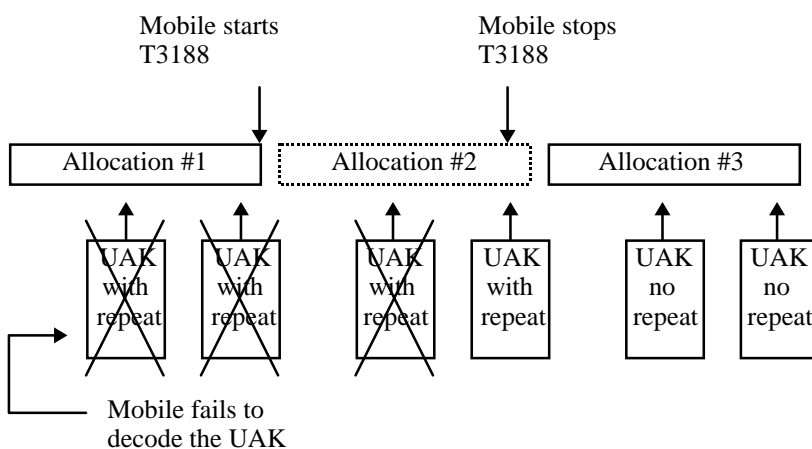 Mobile starts
T3188
Mobile stops
T3188
Allocation #1
Allocation #2
Allocation #3
UAK
with
repeat
UAK
with
repeat
UAK
with
repeat
UAK
with
repeat
UAK
no
repeat
UAK
no
repeat
Mobile fails to
decode the UAK